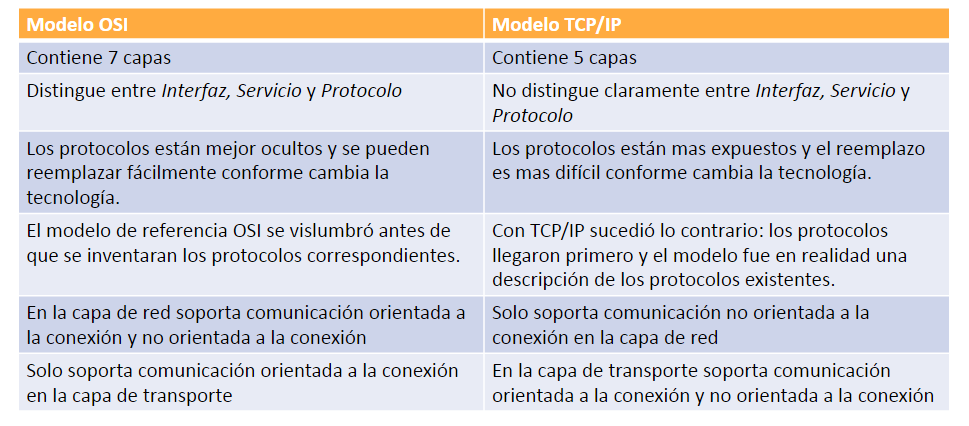 Modelo OSI
Modelo TCP/IP
Contiene 7 capas
Contiene 5 capas
Distingue entre Interfaz, Servicio y Protocolo
No distingue claramente entre Interfaz, Servicio y
Protocolo
Los protocolos están mejor ocultos y se pueden
reemplazar fácilmente conforme cambia la
tecnología.
Los protocolos están mas expuestos y el reemplazo
es mas difícil conforme cambia la tecnología.
El modelo de referencia OSI se vislumbró antes de
que se inventaran los protocolos correspondientes.
Con TCP/IP sucedió lo contrario: los protocolos
llegaron primero y el modelo fue en realidad una
descripción de los protocolos existentes.
En la capa de red soporta comunicación orientada a
la conexión y no orientada a la conexión
Solo soporta comunicación no orientada a la
conexión en la capa de red
Solo soporta comunicación orientada a la conexión
en la capa de transporte
En la capa de transporte soporta comunicación
orientada a la conexión y no orientada a la conexión